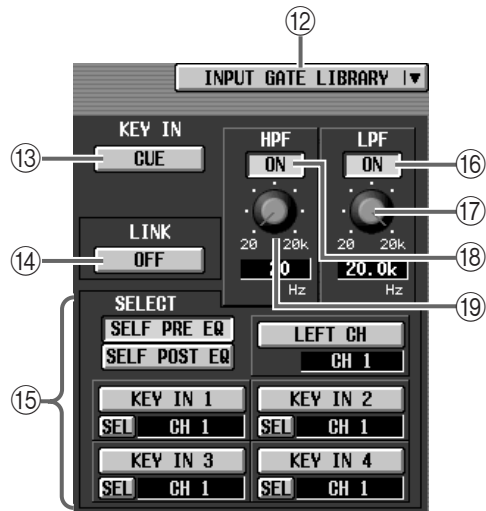 ⑫
INPUT GATE LIBRARY
KEY IN
HPF
LPF
⑬
CUE
ON
ON
⑯
⑰
LINK
⑭
OFF
20 20k
20 20k
⑱
20
20.0k
Hz
Hz
⑲
SELECT
SELF PRE EQ
LEFT CH
SELF POST EQ
CH 1
⑮
KEY IN 1
KEY IN 2
SEL CH 1
SEL CH 1
KEY IN 3
KEY IN 4
SEL CH 1
SEL CH 1